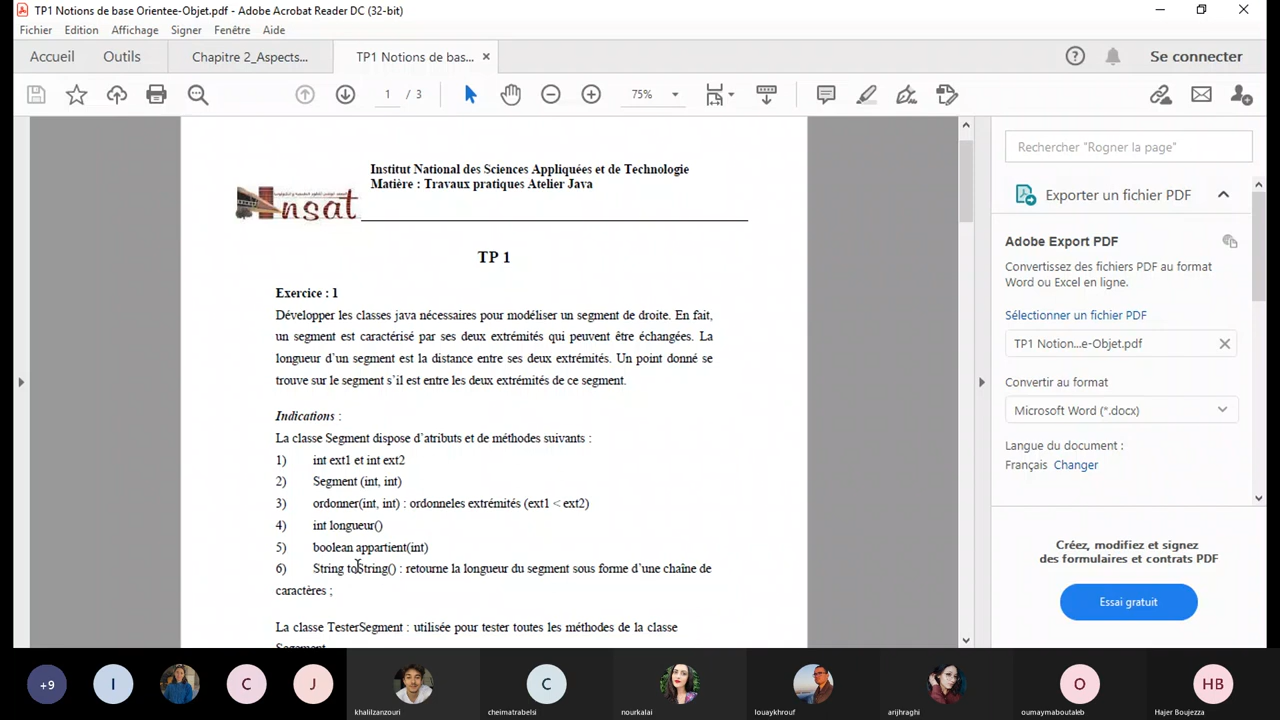 TP1 Notions de base Orientee-Objet.pdf - Adobe Acrobat Reader DC (32-bit)
Fichier Edition Affichage Signer Fenêtre Aide
Accueil Outils Chapitre 2_Aspects... TP1 Notions de bas...
Se connecter
1 / 3 75%
Institut National des Sciences Appliquées et de Technologie
Matière : Travaux pratiques Atelier Java
Insat
TP 1
Exercice : 1
Développer les classes java nécessaires pour modéliser un segment de droite. En fait,
un segment est caractérisé par ses deux extrémités qui peuvent être échangées. La
longueur d'un segment est la distance entre ses deux extrémités. Un point donné se
trouve sur le segment s'il est entre les deux extrémités de ce segment.
Indications :
La classe Segment dispose d'atributs et de méthodes suivants :
1) int ext1 et int ext2
2) Segment (int, int)
3) ordonner(int, int) : ordonneles extrémités (ext1 < ext2)
4) int longueur()
5) boolean appartient(int)
6) String toString() : retourne la longueur du segment sous forme d'une chaîne de
caractères ;
La classe TesterSegment : utilisée pour tester toutes les méthodes de la classe
Segement
Rechercher "Rogner la page"
Exporter un fichier PDF
Adobe Export PDF
Convertissez des fichiers PDF au format
Word ou Excel en ligne.
Sélectionner un fichier PDF
TP1 Notion...e-Objet.pdf
Convertir au format
Microsoft Word (*.docx)
Langue du document :
Français Changer
Créez, modifiez et signez
des formulaires et contrats PDF
Essai gratuit
+9 I C J C O HB
khalilzanzouri cheimatrabelsi nourkalai louaykhrouf arijhraghi oumaymaboutaleb Hajer Boujezza